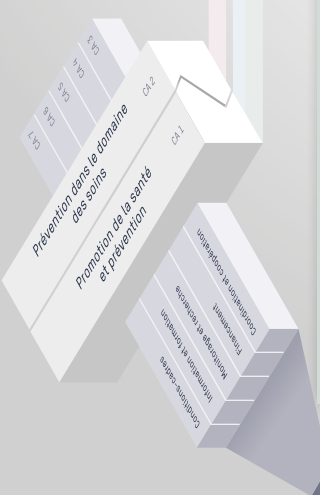 CA 3
CA 4
CA 5
CA 6
CA 7
CA 2
Prévention dans le domaine
des soins
CA 1
Promotion de la santé
et prévention
Coordination et coopération
Financement
Monitorage et recherche
Information et formation
Conditions-cadres